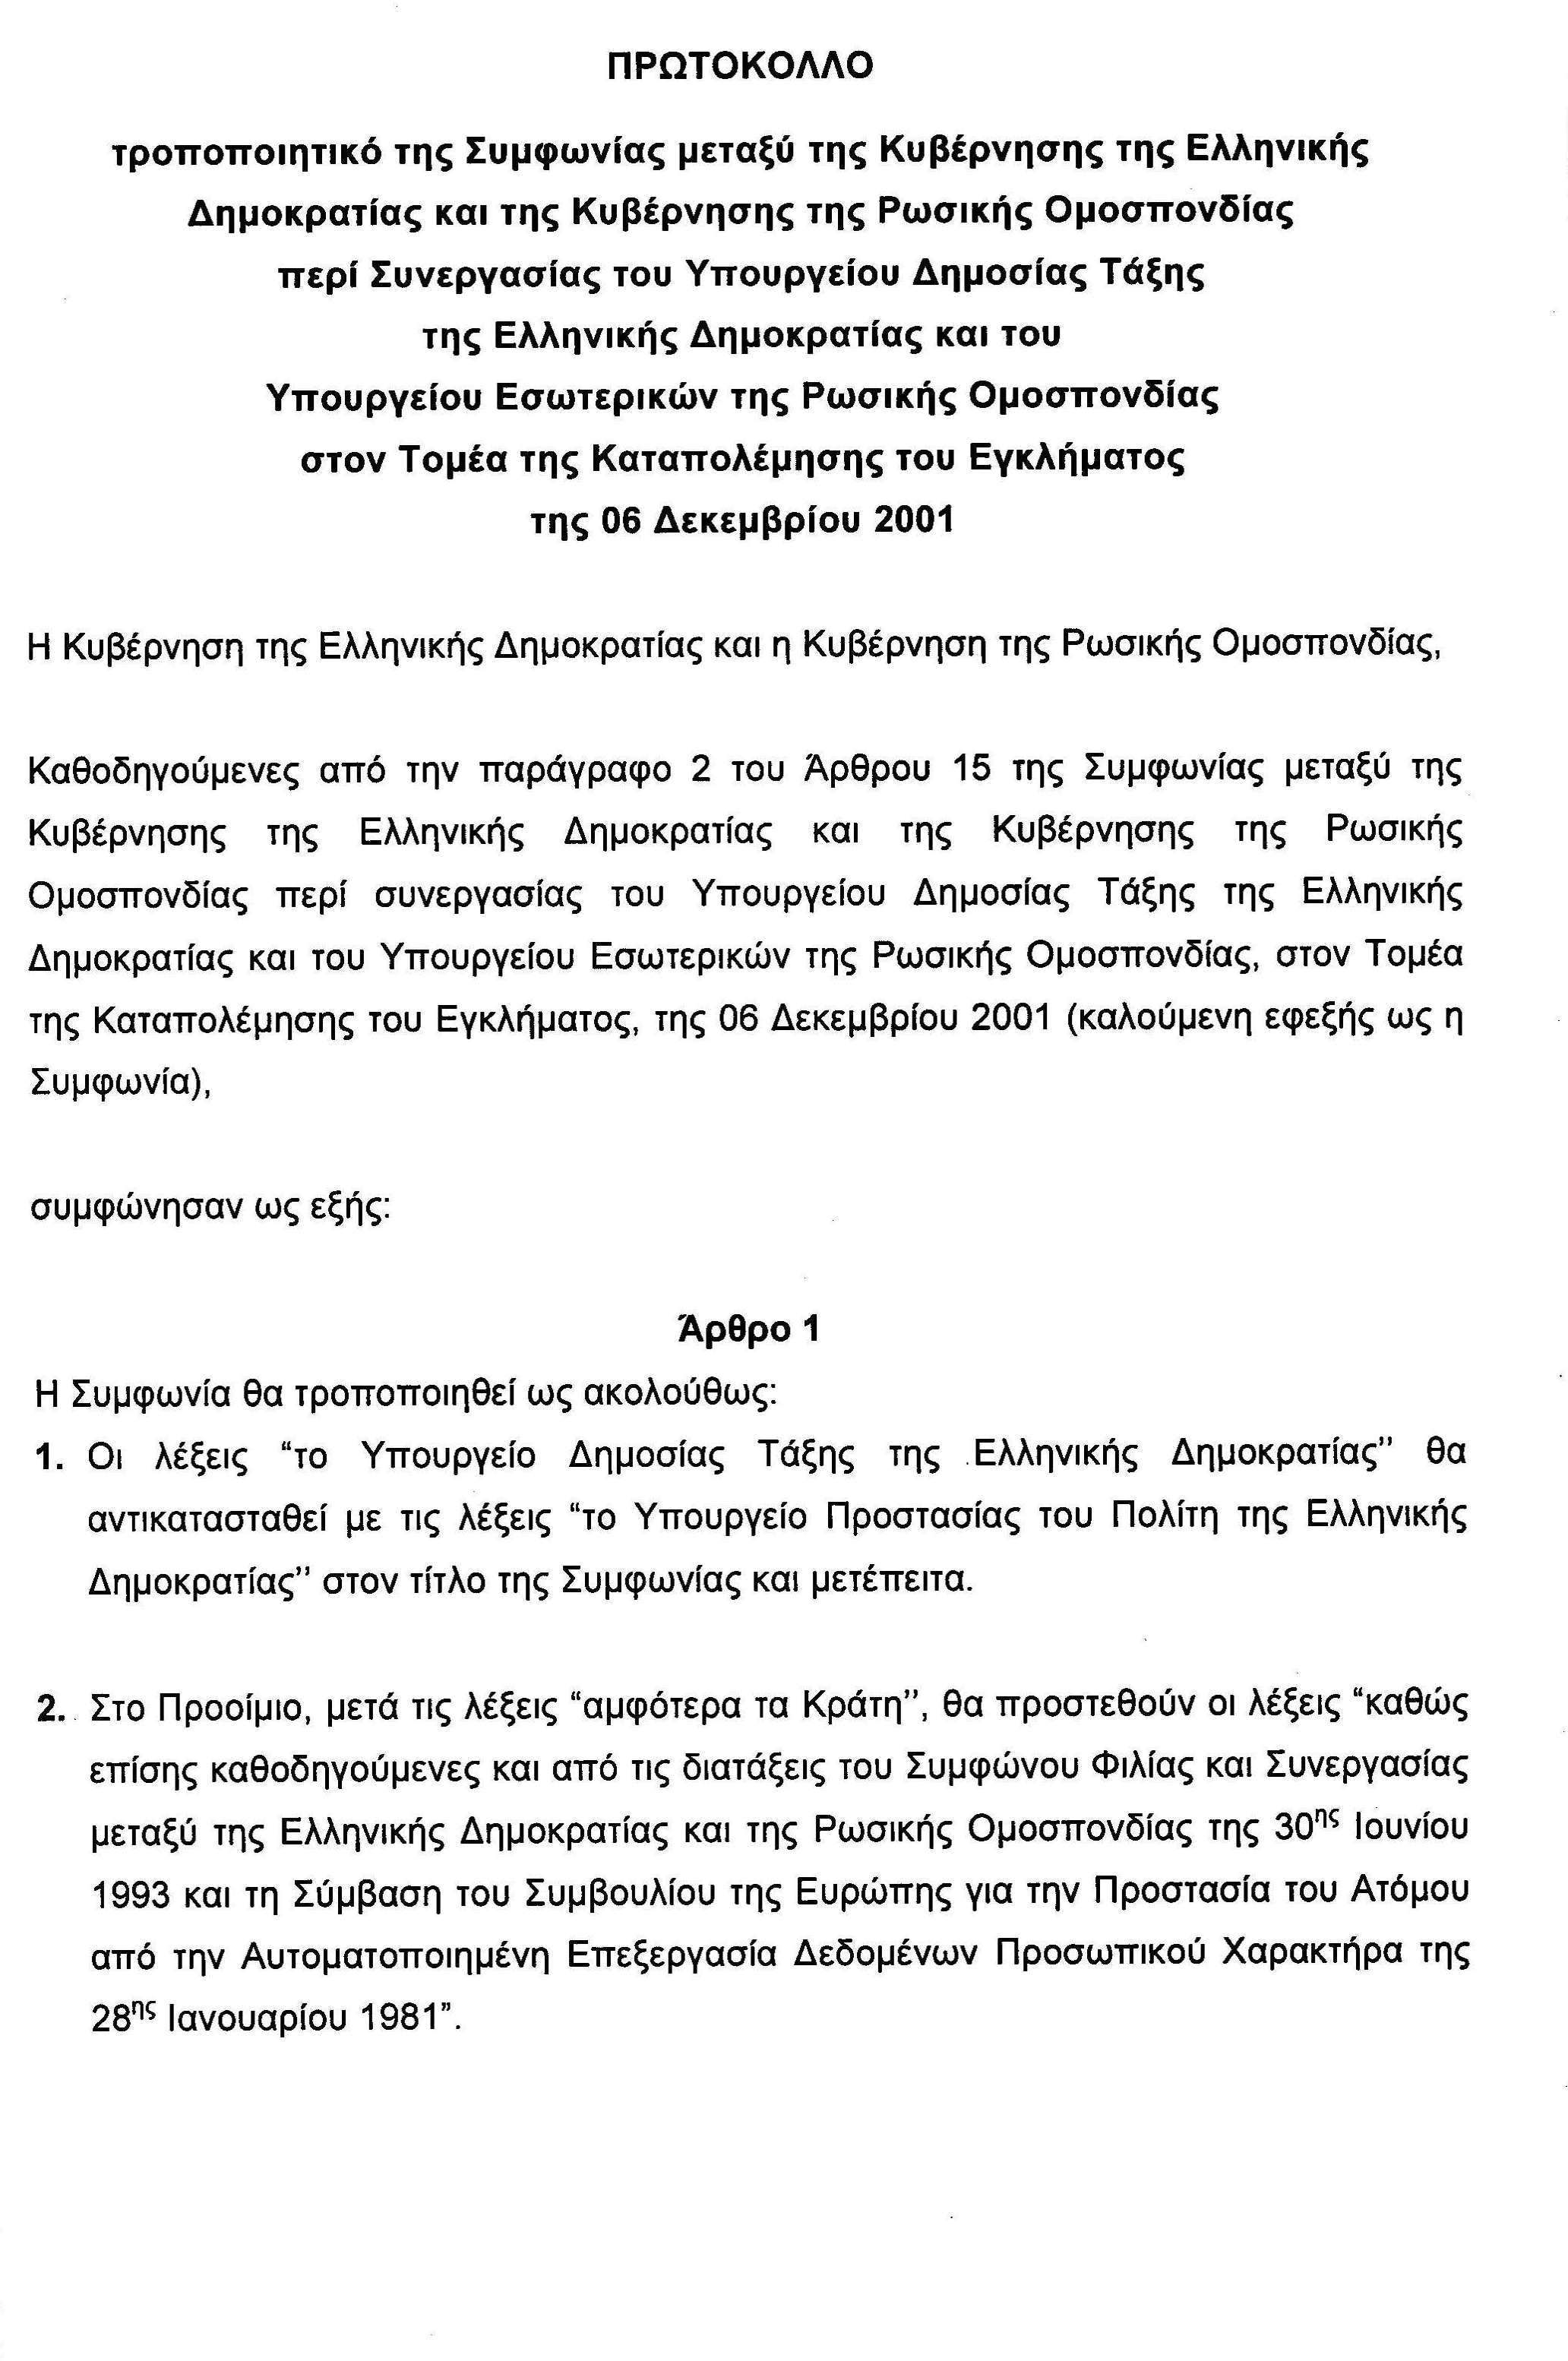 ΠΡΩΤΟΚΟΛΛΟ
τροποποιητικό της Συμφωνίας μεταξύ της Κυβέρνησης της Ελληνικής
Δημοκρατίας και της Κυβέρνησης της Ρωσικής Ομοσπονδίας
περί Συνεργασίας του Υπουργείου Δημοσίας Τάξης
της Ελληνικής Δημοκρατίας και του
Υπουργείου Εσωτερικών της Ρωσικής Ομοσπονδίας
στον Τομέα της Καταπολέμησης του Εγκλήματος
της 06 Δεκεμβρίου 2001
Η Κυβέρνηση της Ελληνικής Δημοκρατίας και η Κυβέρνηση της Ρωσικής Ομοσπονδίας,
Καθοδηγούμενες από την παράγραφο 2 του Άρθρου 15 της Συμφωνίας μεταξύ της
Κυβέρνησης της Ελληνικής Δημοκρατίας και της Κυβέρνησης της Ρωσικής
Ομοσπονδίας περί συνεργασίας του Υπουργείου Δημοσίας Τάξης της Ελληνικής
Δημοκρατίας και του Υπουργείου Εσωτερικών της Ρωσικής Ομοσπονδίας, στον Τομέα
της Καταπολέμησης του Εγκλήματος, της 06 Δεκεμβρίου 2001 (καλούμενη εφεξής ως η
Συμφωνία),
συμφώνησαν ως εξής:
Άρθρο 1
Η Συμφωνία θα τροποποιηθεί ως ακολούθως:
1. Οι λέξεις “το Υπουργείο Δημοσίας Τάξης της Ελληνικής Δημοκρατίας” θα
αντικατασταθεί με τις λέξεις “το Υπουργείο Προστασίας του Πολίτη της Ελληνικής
Δημοκρατίας” στον τίτλο της Συμφωνίας και μετέπειτα.
2. Στο Προοίμιο, μετά τις λέξεις “αμφότερα τα Κράτη”, θα προστεθούν οι λέξεις “καθώς
επίσης καθοδηγούμενες και από τις διατάξεις του Συμφώνου Φιλίας και Συνεργασίας
μεταξύ της Ελληνικής Δημοκρατίας και της Ρωσικής Ομοσπονδίας της 30ης Ιουνίου
1993 και τη Σύμβαση του Συμβουλίου της Ευρώπης για την Προστασία του Ατόμου
από την Αυτοματοποιημένη Επεξεργασία Δεδομένων Προσωπικού Χαρακτήρα της
28ης Ιανουαρίου 1981”.